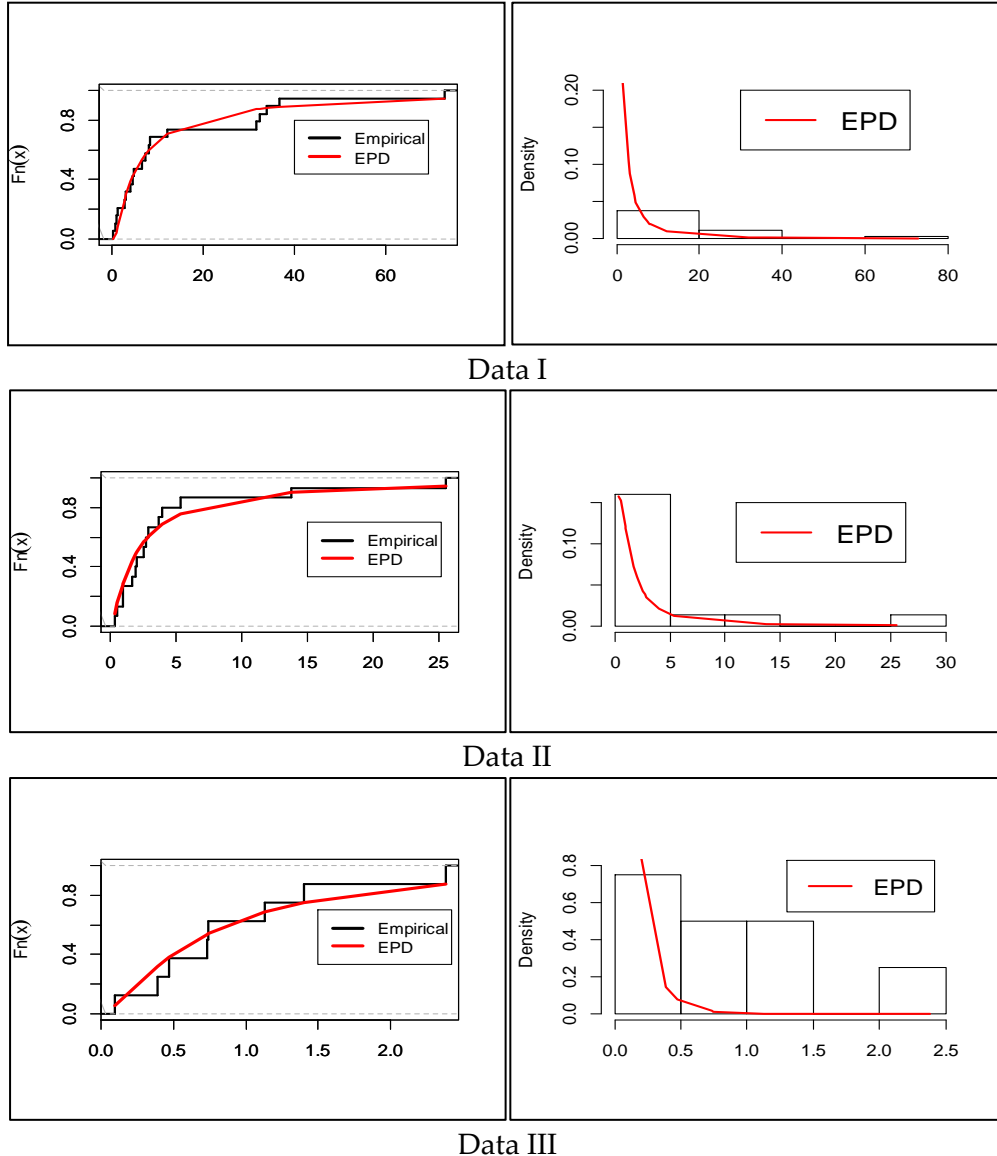 Fn(x)
0.0 0.4 0.8
0 20 40 60
Empirical
EPD
Density
0.00 0.10 0.20
0 20 40 60 80
EPD
Data I
Fn(x)
0.0 0.4 0.8
0 5 10 15 20 25
Empirical
EPD
Density
0.00 0.10
0 5 10 15 20 25 30
EPD
Data II
Fn(x)
0.0 0.4 0.8
0.0 0.5 1.0 1.5 2.0
Empirical
EPD
Density
0.0 0.2 0.4 0.6 0.8
0.0 0.5 1.0 1.5 2.0 2.5
EPD
Data III